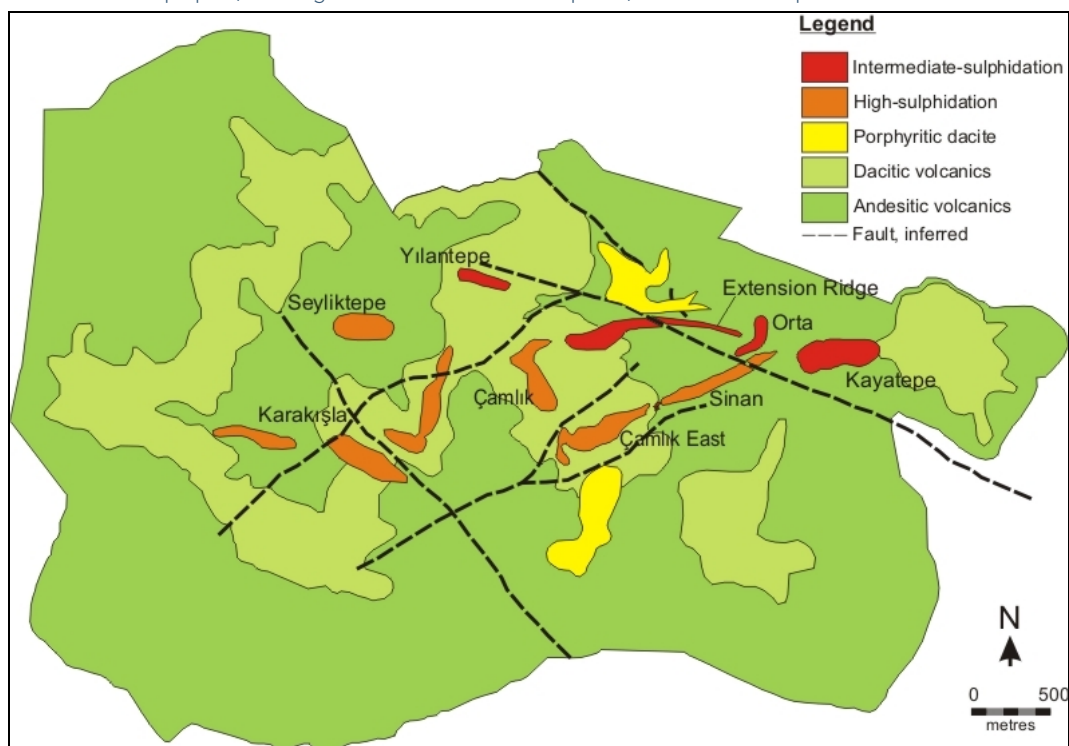 Legend
Intermediate-sulphidation
High-sulphidation
Porphyritic dacite
Dacitic volcanics
Andesitic volcanics
Fault, inferred
Yılantepe
Extension Ridge
Seyliktepe
Orta
Kayatepe
Çamlık
Sinan
Karakışla
Çamlık East
N
0 500
metres